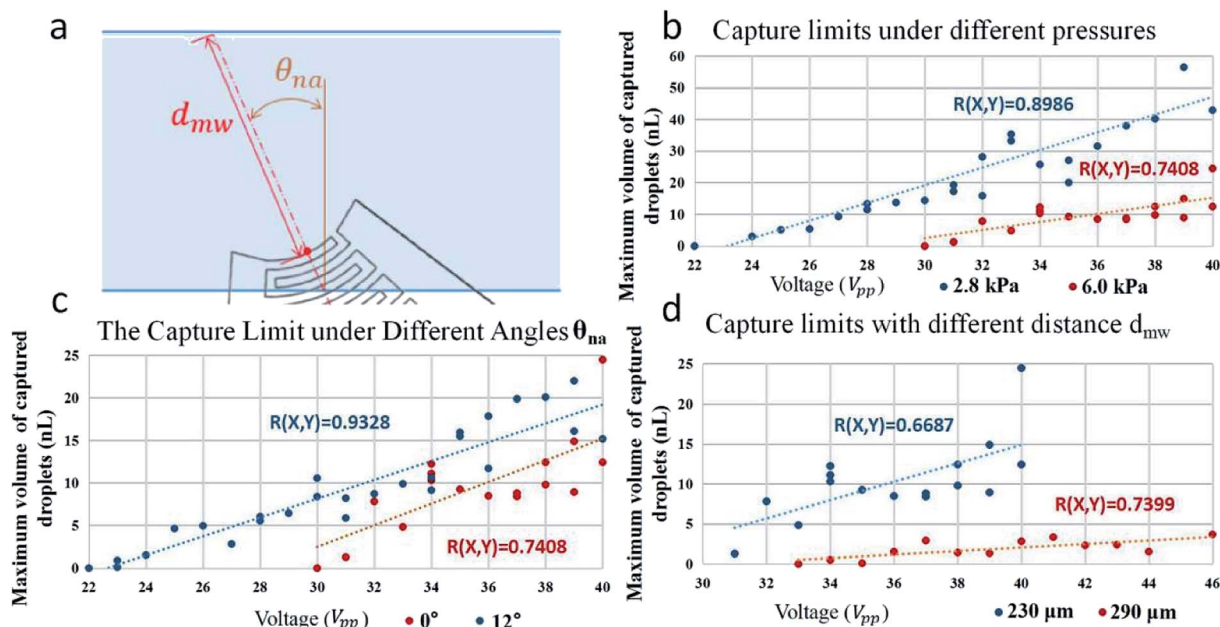 a
θna
dmw
b
Capture limits under different pressures
Maximum volume of captured
droplets (nL)
60
50
40
30
20
10
0
R(X,Y)=0.8986
R(X,Y)=0.7408
22 24 26 28 30 32 34 36 38 40
Voltage (Vpp)
2.8 kPa 6.0 kPa
c
The Capture Limit under Different Angles θna
Maximum volume of captured
droplets (nL)
25
20
15
10
5
0
R(X,Y)=0.9328
R(X,Y)=0.7408
22 24 26 28 30 32 34 36 38 40
Voltage (Vpp)
0° 12°
d
Capture limits with different distance dmw
Maximum volume of captured
droplets (nL)
25
20
15
10
5
0
R(X,Y)=0.6687
R(X,Y)=0.7399
30 32 34 36 38 40 42 44 46
Voltage (Vpp)
230 μm 290 μm